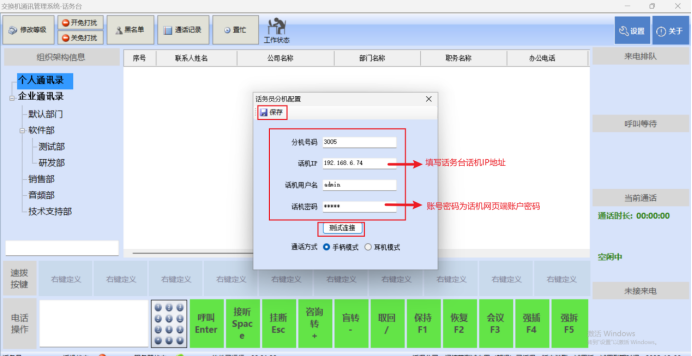 交换机通讯管理系统-话务台
修改等级
开免打扰
关免打扰
黑名单
通话记录
置忙
工作状态
设置
关于
组织架构信息
序号 联系人姓名 公司名称 部门名称 职务名称 办公电话
来电排队
个人通讯录
企业通讯录
默认部门
软件部
测试部
研发部
销售部
音频部
技术支持部
话务员分机配置
保存
分机号码 3005
话机IP 192.168.6.74
填写话务台话机IP地址
话机用户名 admin
话机密码 *****
账号密码为话机网页端账户密码
测试连接
通话方式 手柄模式 耳机模式
呼叫等待
当前通话
通话时长: 00:00:00
空闲中
未接来电
速拨按键
右键定义 右键定义 右键定义 右键定义 右键定义 右键定义 右键定义 右键定义 右键定义 右键定义
电话操作
呼叫 Enter
接听 Space
挂断 Esc
咨询转 +
盲转 -
取回 /
保持 F1
恢复 F2
会议 F3
强插 F4
强拆 F5
激活 Windows